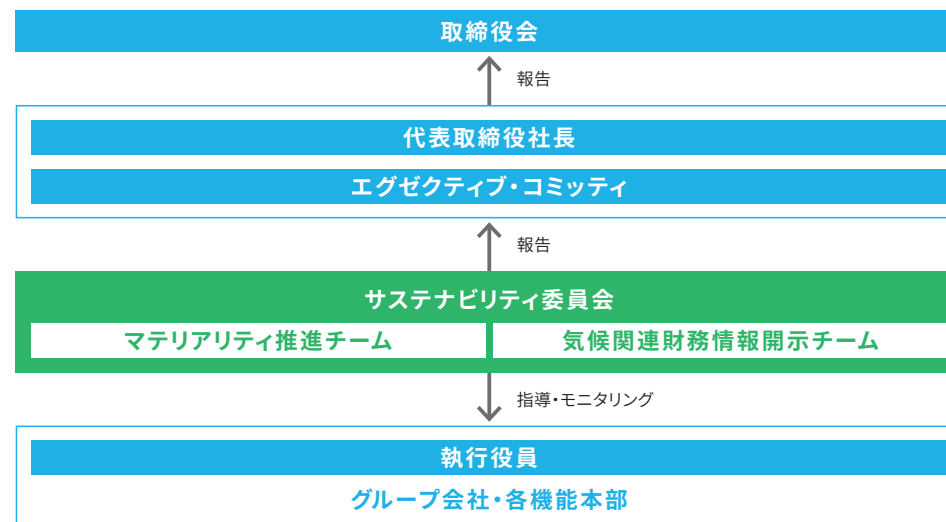 取締役会
報告
代表取締役社長
エグゼクティブ・コミッティ
報告
サステナビリティ委員会
マテリアリティ推進チーム
気候関連財務情報開示チーム
指導・モニタリング
執行役員
グループ会社・各機能本部